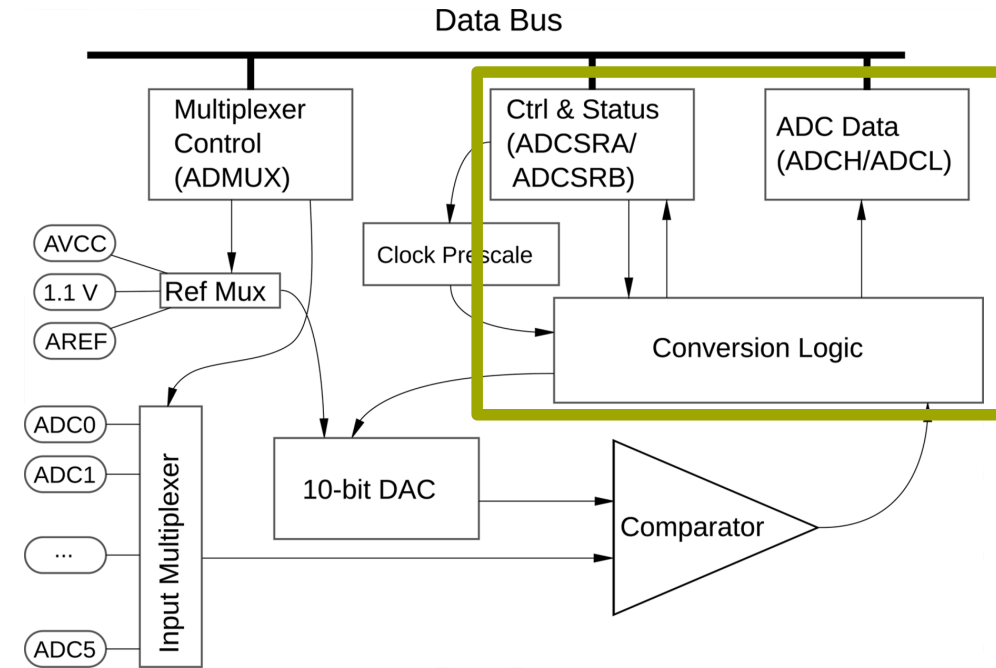 Data Bus
Multiplexer
Control
(ADMUX)
Ctrl & Status
(ADCSRA/
ADCSRB)
ADC Data
(ADCH/ADCL)
AVCC
1.1 V
AREF
Ref Mux
Clock Prescale
Conversion Logic
ADC0
ADC1
...
ADC5
Input Multiplexer
10-bit DAC
Comparator